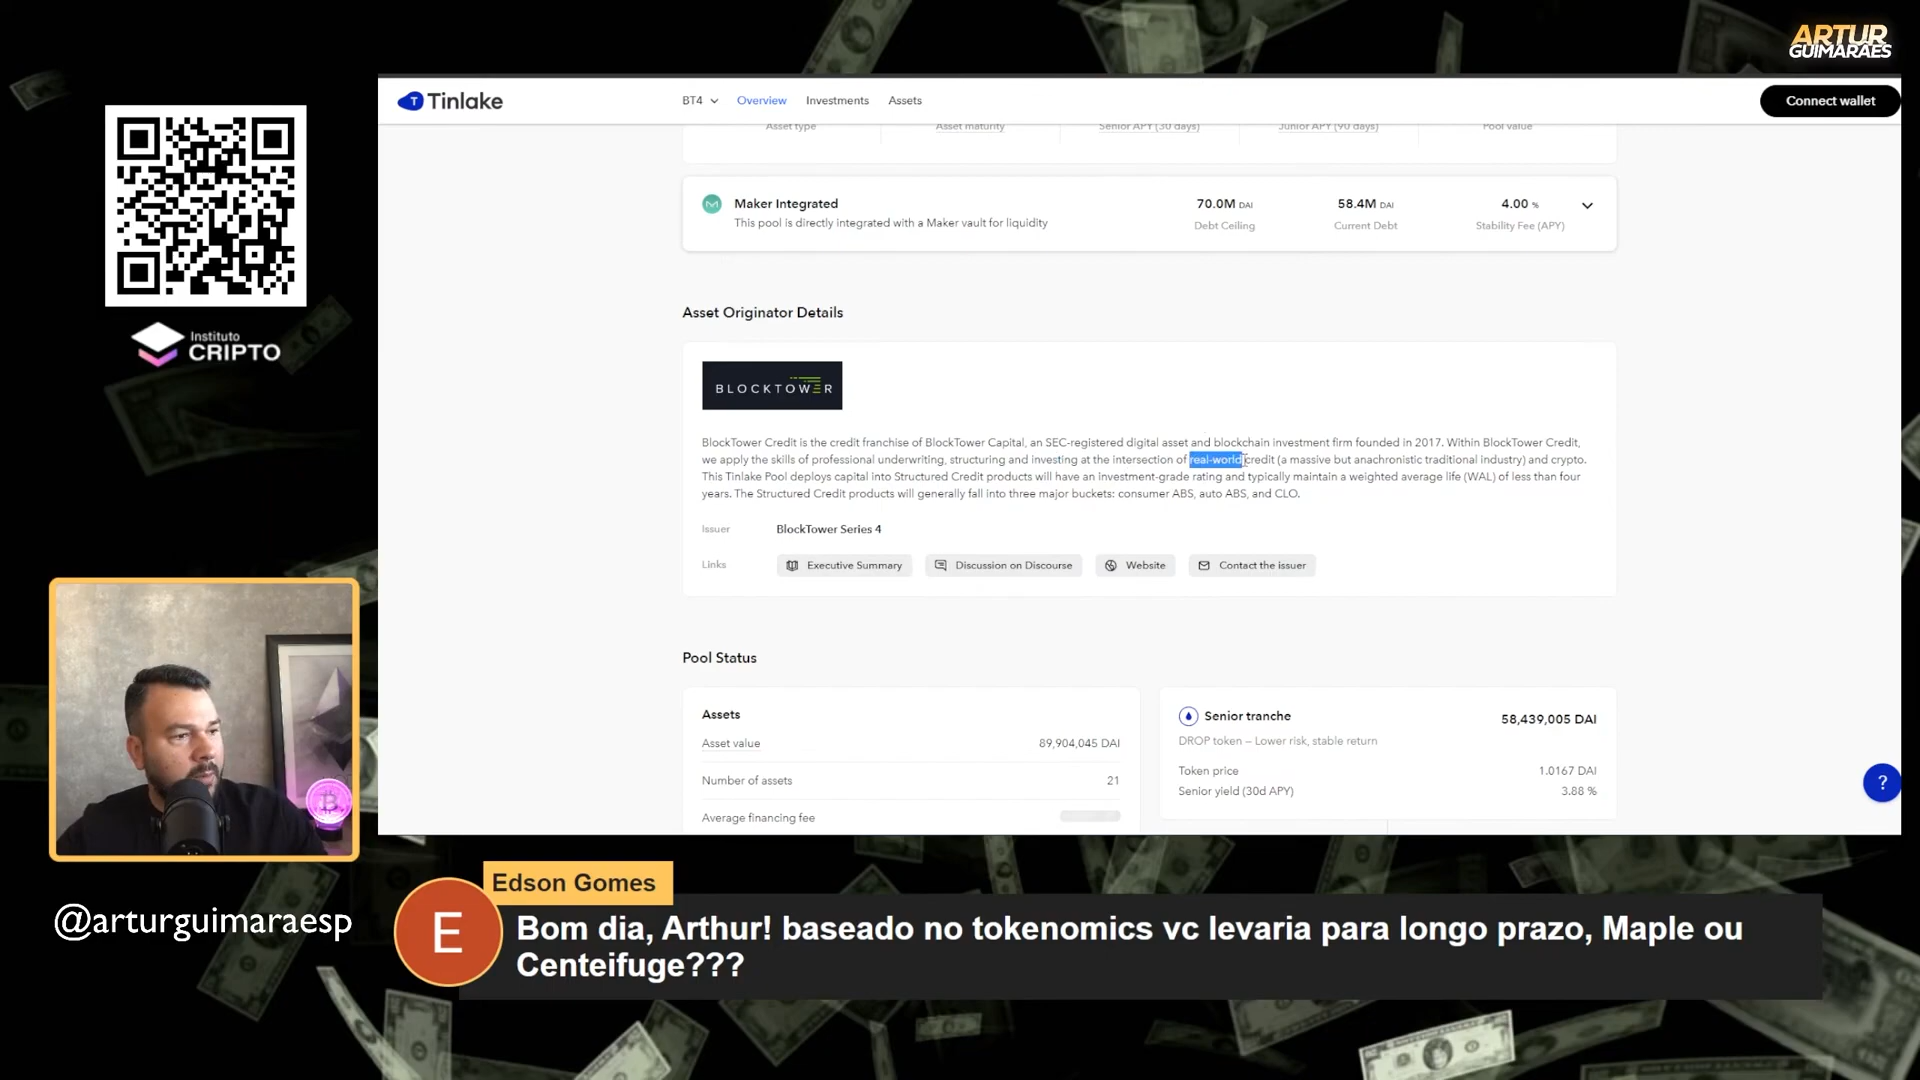 ARTUR
GUIMARAES
Tinlake
BT4
Overview
Investments
Assets
Connect wallet
Asset type
Asset maturity
Senior APY (30 days)
Junior APY (90 days)
Pool value
Maker Integrated
This pool is directly integrated with a Maker vault for liquidity
70.0M DAI
Debt Ceiling
58.4M DAI
Current Debt
4.00 %
Stability Fee (APY)
Instituto
CRIPTO
Asset Originator Details
BLOCKTOWER
BlockTower Credit is the credit franchise of BlockTower Capital, an SEC-registered digital asset and blockchain investment firm founded in 2017. Within BlockTower Credit,
we apply the skills of professional underwriting, structuring and investing at the intersection of real-world credit (a massive but anachronistic traditional industry) and crypto.
This Tinlake Pool deploys capital into Structured Credit products will have an investment-grade rating and typically maintain a weighted average life (WAL) of less than four
years. The Structured Credit products will generally fall into three major buckets: consumer ABS, auto ABS, and CLO.
Issuer
BlockTower Series 4
Links
Executive Summary
Discussion on Discourse
Website
Contact the issuer
Pool Status
Assets
Asset value
89,904,045 DAI
Number of assets
21
Average financing fee
Senior tranche
58,439,005 DAI
DROP token – Lower risk, stable return
Token price
1.0167 DAI
Senior yield (30d APY)
3.88 %
?
@arturguimaraesp
E
Edson Gomes
Bom dia, Arthur! baseado no tokenomics vc levaria para longo prazo, Maple ou
Centeifuge???